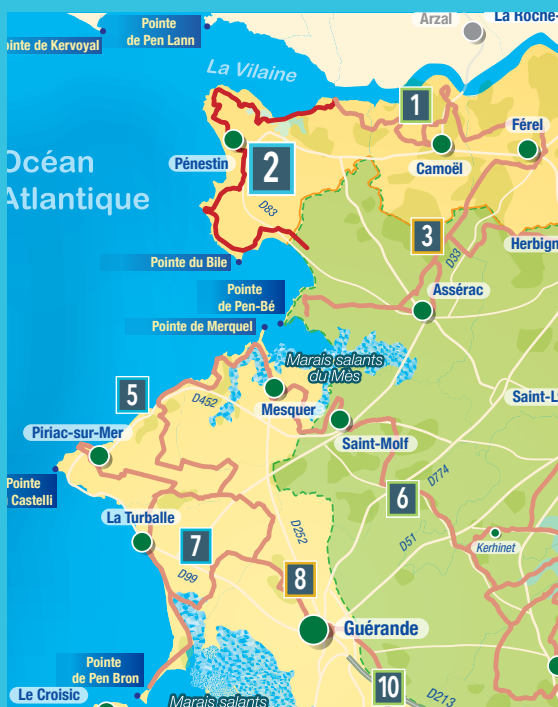 Arzal
La Roche-
Pointe
de Pen Lann
ointe de Kervoyal
La Vilaine
1
Férel
Pénestin
Camoël
2
Océan
Atlantique
D83
3
Herbign
D33
Pointe du Bile
Pointe
de Pen-Bé
Assérac
Pointe de Merquel
Marais salants
du Mès
5
D452
Mesquer
Saint-L
Piriac-sur-Mer
Saint-Molf
Pointe
Castelli
D774
6
La Turballe
D252
D51
7
Kerhinet
D99
8
Guérande
Pointe
de Pen Bron
10
Le Croisic
Marais salants
D213